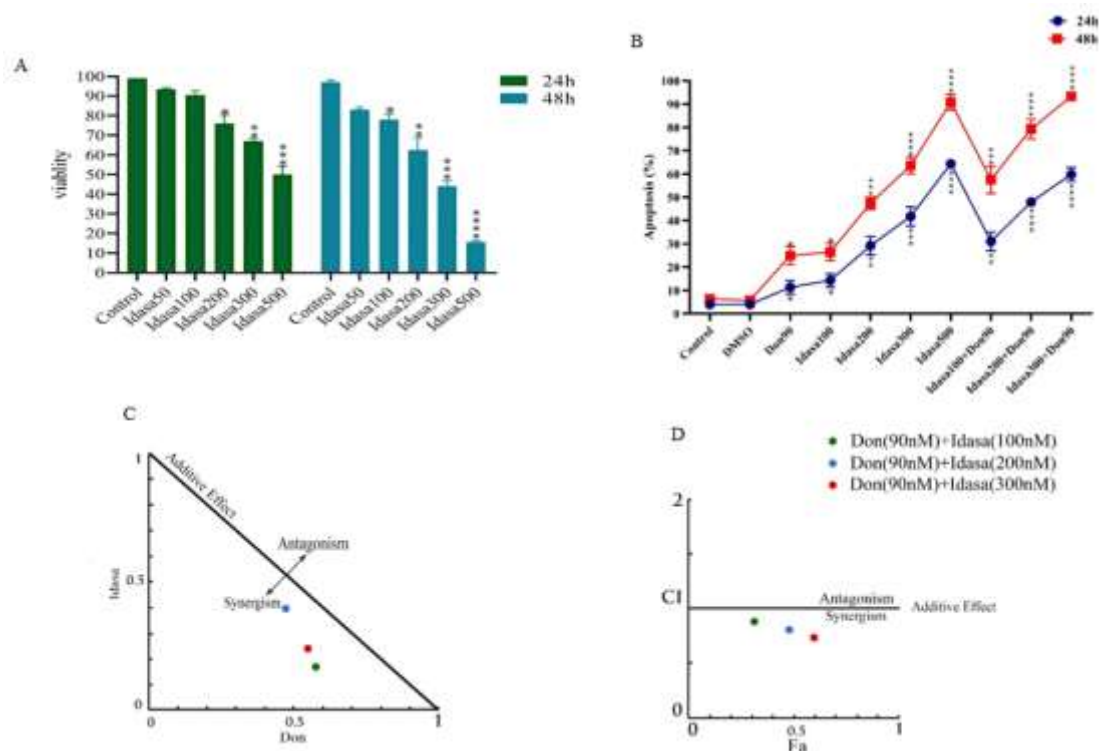 A
100
90
80
70
60
50
40
30
20
10
0
viablity
24h
48h
Control
Idasa50
Idasa100
Idasa200
Idasa300
Idasa500
Control
Idasa50
Idasa100
Idasa200
Idasa300
Idasa500
B
24h
48h
100
90
80
70
60
50
40
30
20
10
0
Apoptosis (%)
Control
DMSO
Don90
Idasa100
Idasa200
Idasa300
Idasa500
Idasa100+Don90
Idasa200+Don90
Idasa300+Don90
C
1
0.5
0
Idasa
Additive Effect
Antagonism
Synergism
0
0.5
1
Don
D
Don(90nM)+Idasa(100nM)
Don(90nM)+Idasa(200nM)
Don(90nM)+Idasa(300nM)
2
CI
0
Antagonism
Synergism
Additive Effect
0
0.5
1
Fa